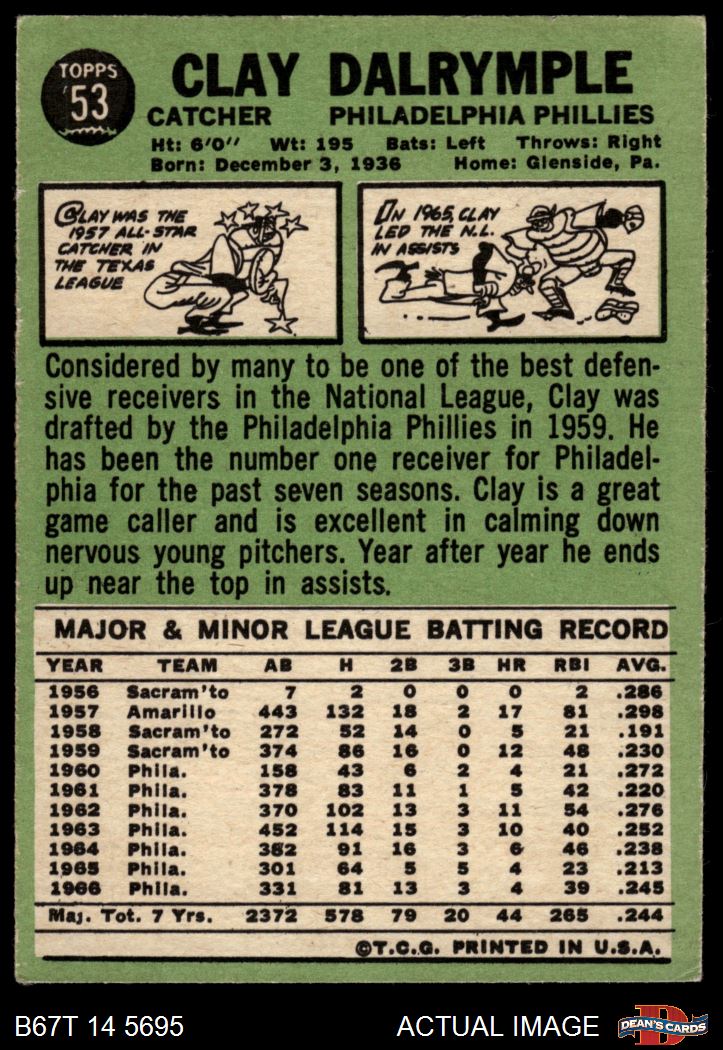 TOPPS
'53
CLAY DALRYMPLE
CATCHER PHILADELPHIA PHILLIES
Ht: 6'0" Wt: 195 Bats: Left Throws: Right
Born: December 3, 1936 Home: Glenside, Pa.
CLAY WAS THE
1957 ALL-STAR
CATCHER IN
THE TEXAS
LEAGUE
IN 1965, CLAY
LED THE N.L.
IN ASSISTS
Considered by many to be one of the best defen-
sive receivers in the National League, Clay was
drafted by the Philadelphia Phillies in 1959. He
has been the number one receiver for Philadel-
phia for the past seven seasons. Clay is a great
game caller and is excellent in calming down
nervous young pitchers. Year after year he ends
up near the top in assists.
MAJOR & MINOR LEAGUE BATTING RECORD
YEAR TEAM AB H 2B 3B HR RBI AVG.
1956 Sacram'to 7 2 0 0 0 2 .286
1957 Amarillo 443 132 18 2 17 81 .298
1958 Sacram'to 272 52 14 0 5 21 .191
1959 Sacram'to 374 86 16 0 12 48 .230
1960 Phila. 158 43 6 2 4 21 .272
1961 Phila. 378 83 11 1 5 42 .220
1962 Phila. 370 102 13 3 11 54 .276
1963 Phila. 452 114 15 3 10 40 .252
1964 Phila. 382 91 16 3 6 46 .238
1965 Phila. 301 64 5 5 4 23 .213
1966 Phila. 331 81 13 3 4 39 .245
Maj. Tot. 7 Yrs. 2372 578 79 20 44 265 .244
©T.C.G. PRINTED IN U.S.A.
B67T 14 5695 ACTUAL IMAGE
DEAN'S CARDS